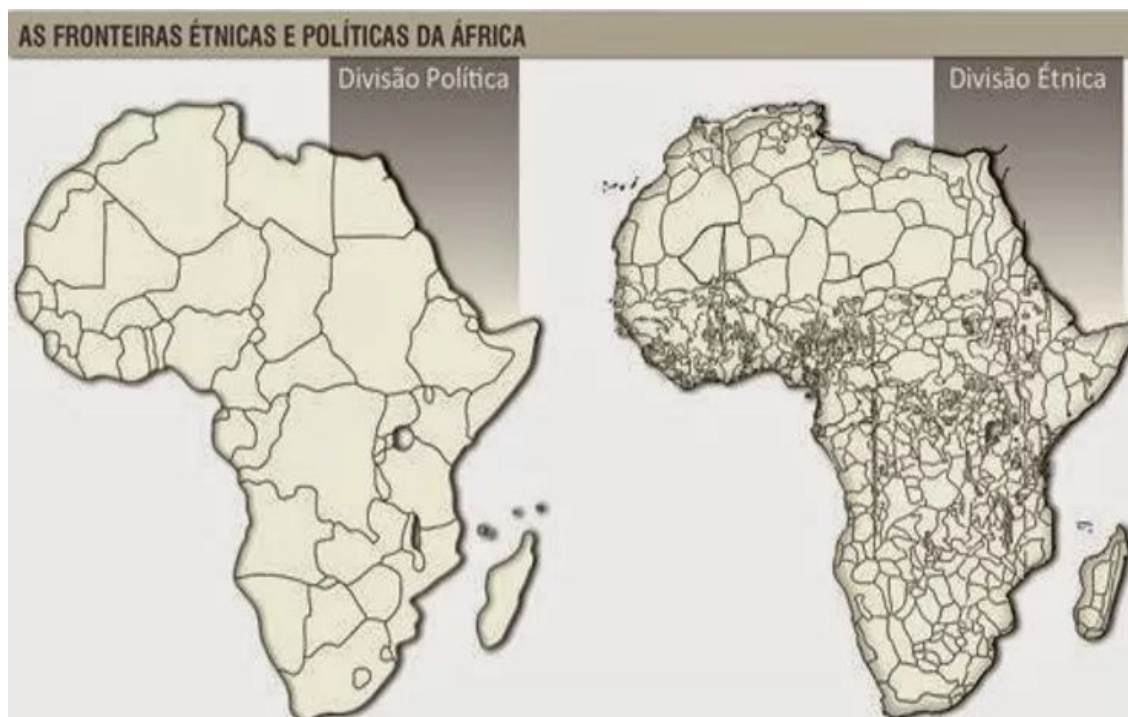 AS FRONTEIRAS ÉTNICAS E POLÍTICAS DA ÁFRICA
Divisão Política
Divisão Étnica